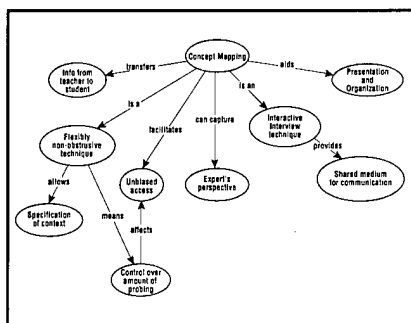 Concept Mapping
transfers
aids
Info from
teacher to
student
Presentation
and
Organization
is a
is an
facilitates
can capture
Interactive
Interview
technique
Flexibly
non-obstrusive
technique
provides
allows
Unbiased
access
Expert's
perspective
Shared medium
for communication
Specification
of context
means
affects
Control over
amount of
probing